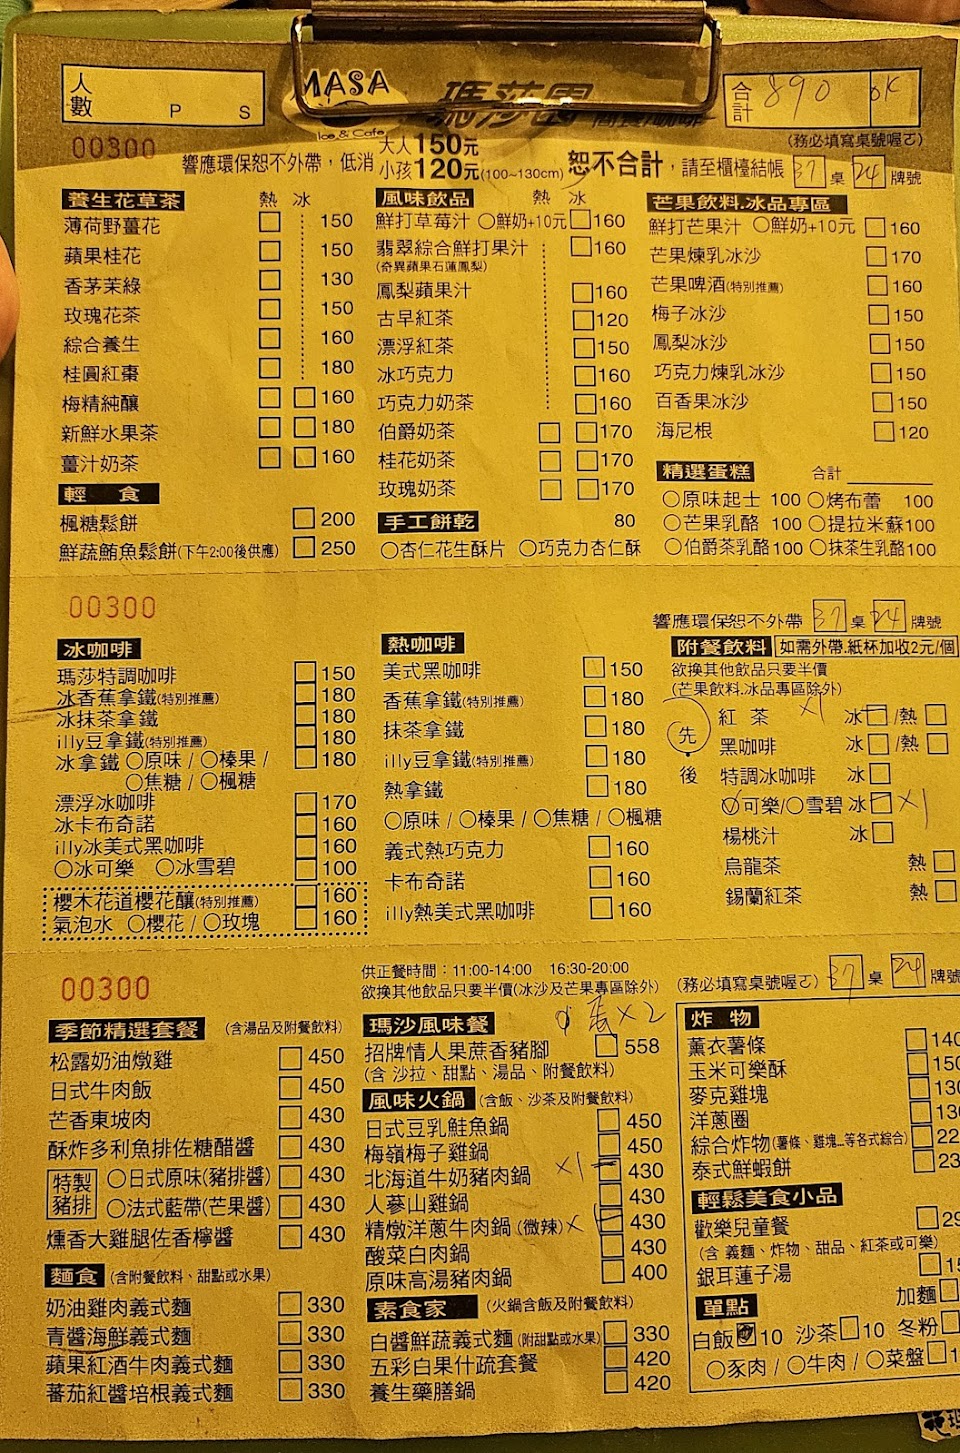 人數 P S
MASA
Ice & Cafe
瑪莎園
合計 890 OK
(務必填寫桌號喔ㄛ)
00300
響應環保恕不外帶，低消 大人150元 小孩120元(100~130cm) 恕不合計，請至櫃檯結帳 37 桌 24 牌號
養生花草茶 熱 冰
薄荷野薑花 150
蘋果桂花 150
香茅茉綠 130
玫瑰花茶 150
綜合養生 160
桂圓紅棗 180
梅精純釀 160
新鮮水果茶 180
薑汁奶茶 160
輕 食
楓糖鬆餅 200
鮮蔬鮪魚鬆餅(下午2:00後供應) 250
風味飲品 熱 冰
鮮打草莓汁 ○鮮奶+10元 160
翡翠綜合鮮打果汁 160
(奇異蘋果石蓮鳳梨)
鳳梨蘋果汁 160
古早紅茶 120
漂浮紅茶 150
冰巧克力 160
巧克力奶茶 160
伯爵奶茶 170
桂花奶茶 170
玫瑰奶茶 170
手工餅乾 80
○杏仁花生酥片 ○巧克力杏仁酥
芒果飲料.冰品專區
鮮打芒果汁 ○鮮奶+10元 160
芒果煉乳冰沙 170
芒果啤酒(特別推薦) 160
梅子冰沙 150
鳳梨冰沙 150
巧克力煉乳冰沙 150
百香果冰沙 150
海尼根 120
精選蛋糕 合計
○原味起士 100 ○烤布蕾 100
○芒果乳酪 100 ○提拉米蘇100
○伯爵茶乳酪100 ○抹茶生乳酪100
00300
響應環保恕不外帶 37 桌 24 牌號
冰咖啡
瑪莎特調咖啡 150
冰香蕉拿鐵(特別推薦) 180
冰抹茶拿鐵 180
illy豆拿鐵(特別推薦) 180
冰拿鐵 ○原味 / ○榛果 / 180
○焦糖 / ○楓糖
漂浮冰咖啡 170
冰卡布奇諾 160
illy冰美式黑咖啡 160
○冰可樂 ○冰雪碧 100
櫻木花道櫻花釀(特別推薦) 160
氣泡水 ○櫻花 / ○玫瑰 160
熱咖啡
美式黑咖啡 150
香蕉拿鐵(特別推薦) 180
抹茶拿鐵 180
illy豆拿鐵(特別推薦) 180
熱拿鐵 180
○原味 / ○榛果 / ○焦糖 / ○楓糖
義式熱巧克力 160
卡布奇諾 160
illy熱美式黑咖啡 160
附餐飲料 如需外帶.紙杯加收2元/個
欲換其他飲品只要半價
(芒果飲料.冰品專區除外)
先
後
紅 茶 x1 冰 /熱
黑咖啡 冰 /熱
特調冰咖啡 冰
○可樂/○雪碧 冰 x1
楊桃汁 冰
烏龍茶 熱
錫蘭紅茶 熱
00300
供正餐時間：11:00-14:00 16:30-20:00
欲換其他飲品只要半價(冰沙及芒果專區除外)
(務必填寫桌號喔ㄛ) 37 桌 24 牌號
季節精選套餐 (含湯品及附餐飲料)
松露奶油燉雞 450
日式牛肉飯 450
芒香東坡肉 430
酥炸多利魚排佐糖醋醬 430
特製豬排 ○日式原味(豬排醬) 430
○法式藍帶(芒果醬) 430
燻香大雞腿佐香檸醬 430
麵食 (含附餐飲料、甜點或水果)
奶油雞肉義式麵 330
青醬海鮮義式麵 330
蘋果紅酒牛肉義式麵 330
蕃茄紅醬培根義式麵 330
瑪沙風味餐 x2
招牌情人果蔗香豬腳 558
(含 沙拉、甜點、湯品、附餐飲料)
風味火鍋 (含飯、沙茶及附餐飲料)
日式豆乳鮭魚鍋 450
梅嶺梅子雞鍋 450
北海道牛奶豬肉鍋 x1 430
人蔘山雞鍋 430
精燉洋蔥牛肉鍋(微辣) x1 430
酸菜白肉鍋 430
原味高湯豬肉鍋 400
素食家 (火鍋含飯及附餐飲料)
白醬鮮蔬義式麵(附甜點或水果) 330
五彩白果什疏套餐 420
養生藥膳鍋 420
炸 物
薰衣薯條 140
玉米可樂酥 150
麥克雞塊 130
洋蔥圈 130
綜合炸物(薯條、雞塊...等各式綜合) 22
泰式鮮蝦餅 23
輕鬆美食小品
歡樂兒童餐 29
(含 義麵、炸物、甜品、紅茶或可樂)
銀耳蓮子湯 15
單點 加麵
白飯 10 沙茶 10 冬粉
○豕肉 / ○牛肉 / ○菜盤 1